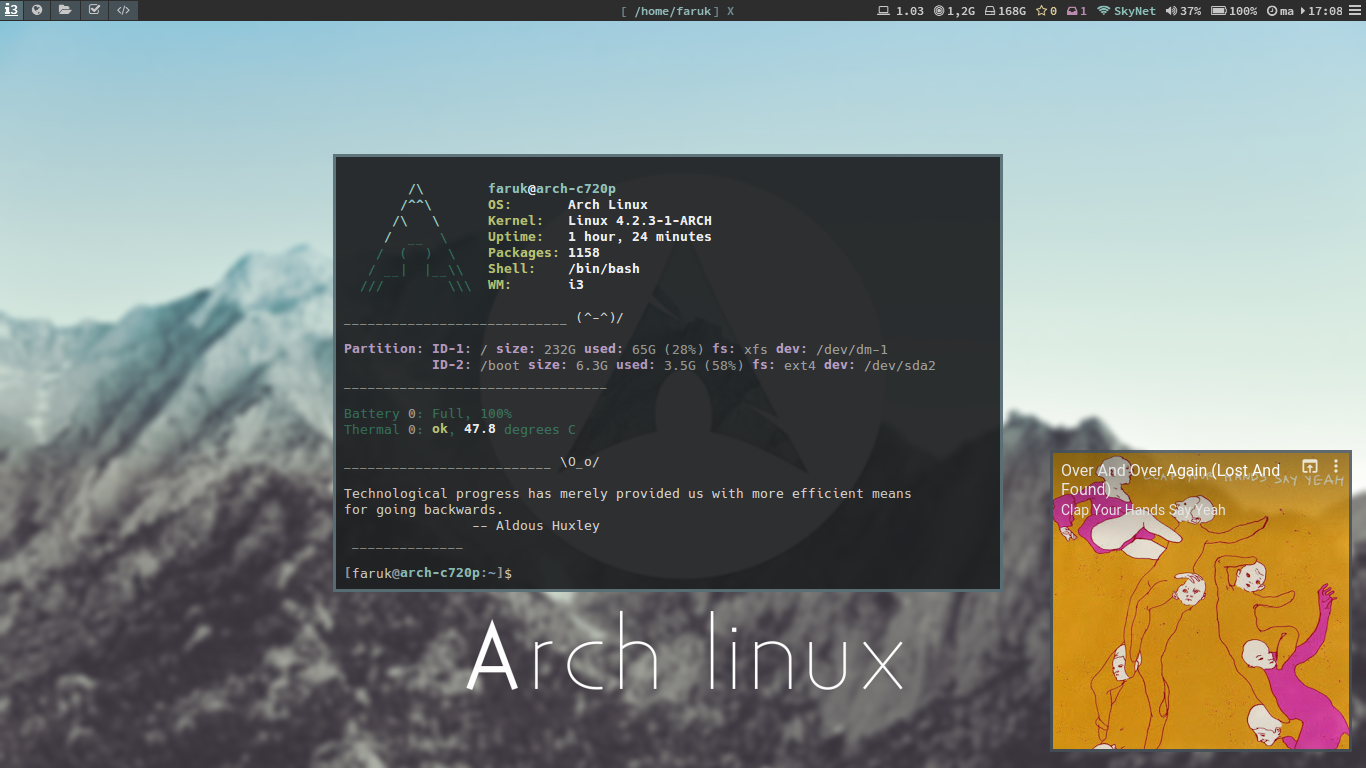 i3 [ /home/faruk] X 1.03 1,2G 168G 0 1 SkyNet 37% 100% ma 17:08
faruk@arch-c720p
OS: Arch Linux
Kernel: Linux 4.2.3-1-ARCH
Uptime: 1 hour, 24 minutes
Packages: 1158
Shell: /bin/bash
WM: i3
____________________________ (^-^)/
Partition: ID-1: / size: 232G used: 65G (28%) fs: xfs dev: /dev/dm-1
ID-2: /boot size: 6.3G used: 3.5G (58%) fs: ext4 dev: /dev/sda2
_________________________________
Battery 0: Full, 100%
Thermal 0: ok, 47.8 degrees C
__________________________ \O_o/
Technological progress has merely provided us with more efficient means
for going backwards.
-- Aldous Huxley
______________
[faruk@arch-c720p:~]$
Arch linux
Over And Over Again (Lost And
Found)
CLAP YOUR HANDS SAY YEAH
Clap Your Hands Say Yeah